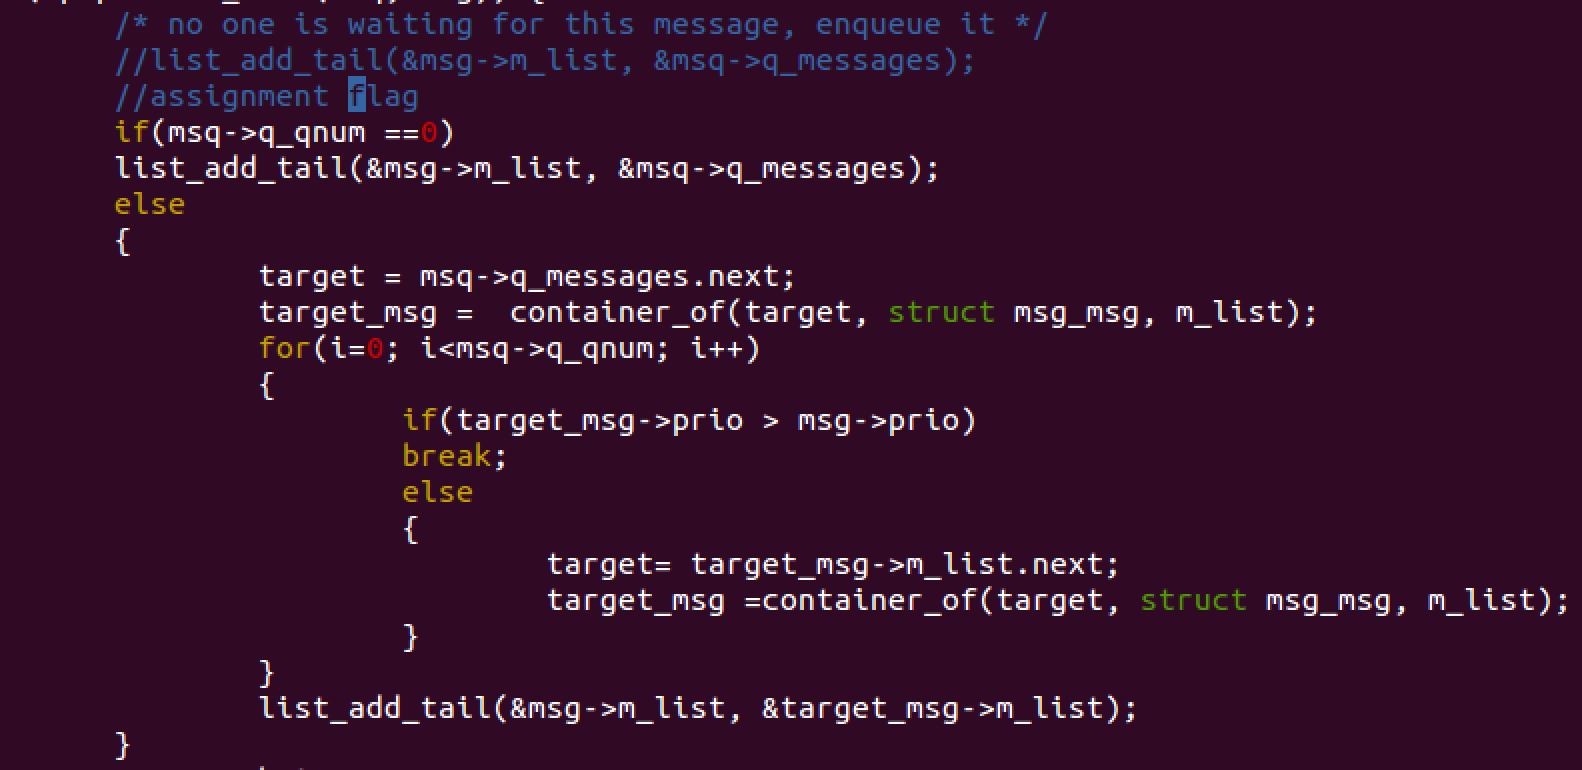 /* no one is waiting for this message, enqueue it */
//list_add_tail(&msg->m_list, &msq->q_messages);
//assignment flag
if(msq->q_qnum ==0)
list_add_tail(&msg->m_list, &msq->q_messages);
else
{
target = msq->q_messages.next;
target_msg =  container_of(target, struct msg_msg, m_list);
for(i=0; i<msq->q_qnum; i++)
{
if(target_msg->prio > msg->prio)
break;
else
{
target= target_msg->m_list.next;
target_msg =container_of(target, struct msg_msg, m_list);
}
}
list_add_tail(&msg->m_list, &target_msg->m_list);
}